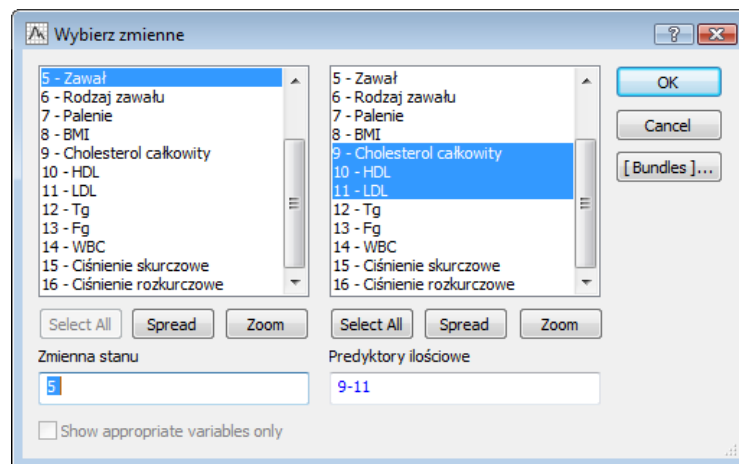 Wybierz zmienne
5 - Zawał
6 - Rodzaj zawału
7 - Palenie
8 - BMI
9 - Cholesterol całkowity
10 - HDL
11 - LDL
12 - Tg
13 - Fg
14 - WBC
15 - Ciśnienie skurczowe
16 - Ciśnienie rozkurczowe
5 - Zawał
6 - Rodzaj zawału
7 - Palenie
8 - BMI
9 - Cholesterol całkowity
10 - HDL
11 - LDL
12 - Tg
13 - Fg
14 - WBC
15 - Ciśnienie skurczowe
16 - Ciśnienie rozkurczowe
OK
Cancel
[ Bundles ]...
Select All Spread Zoom
Select All Spread Zoom
Zmienna stanu
5
Predyktory ilościowe
9-11
Show appropriate variables only